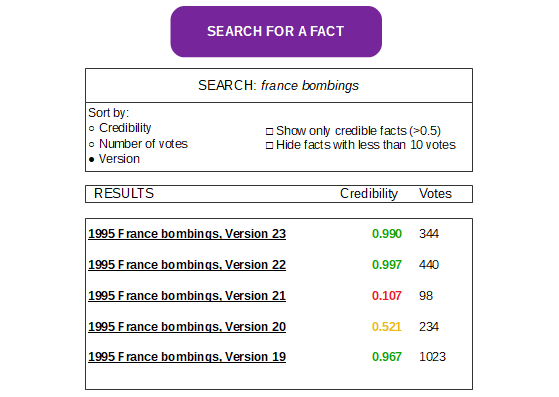 SEARCH FOR A FACT
SEARCH: france bombings
Sort by:
○ Credibility
○ Number of votes
● Version
□ Show only credible facts (>0.5)
□ Hide facts with less than 10 votes
RESULTS Credibility Votes
1995 France bombings, Version 23 0.990 344
1995 France bombings, Version 22 0.997 440
1995 France bombings, Version 21 0.107 98
1995 France bombings, Version 20 0.521 234
1995 France bombings, Version 19 0.967 1023